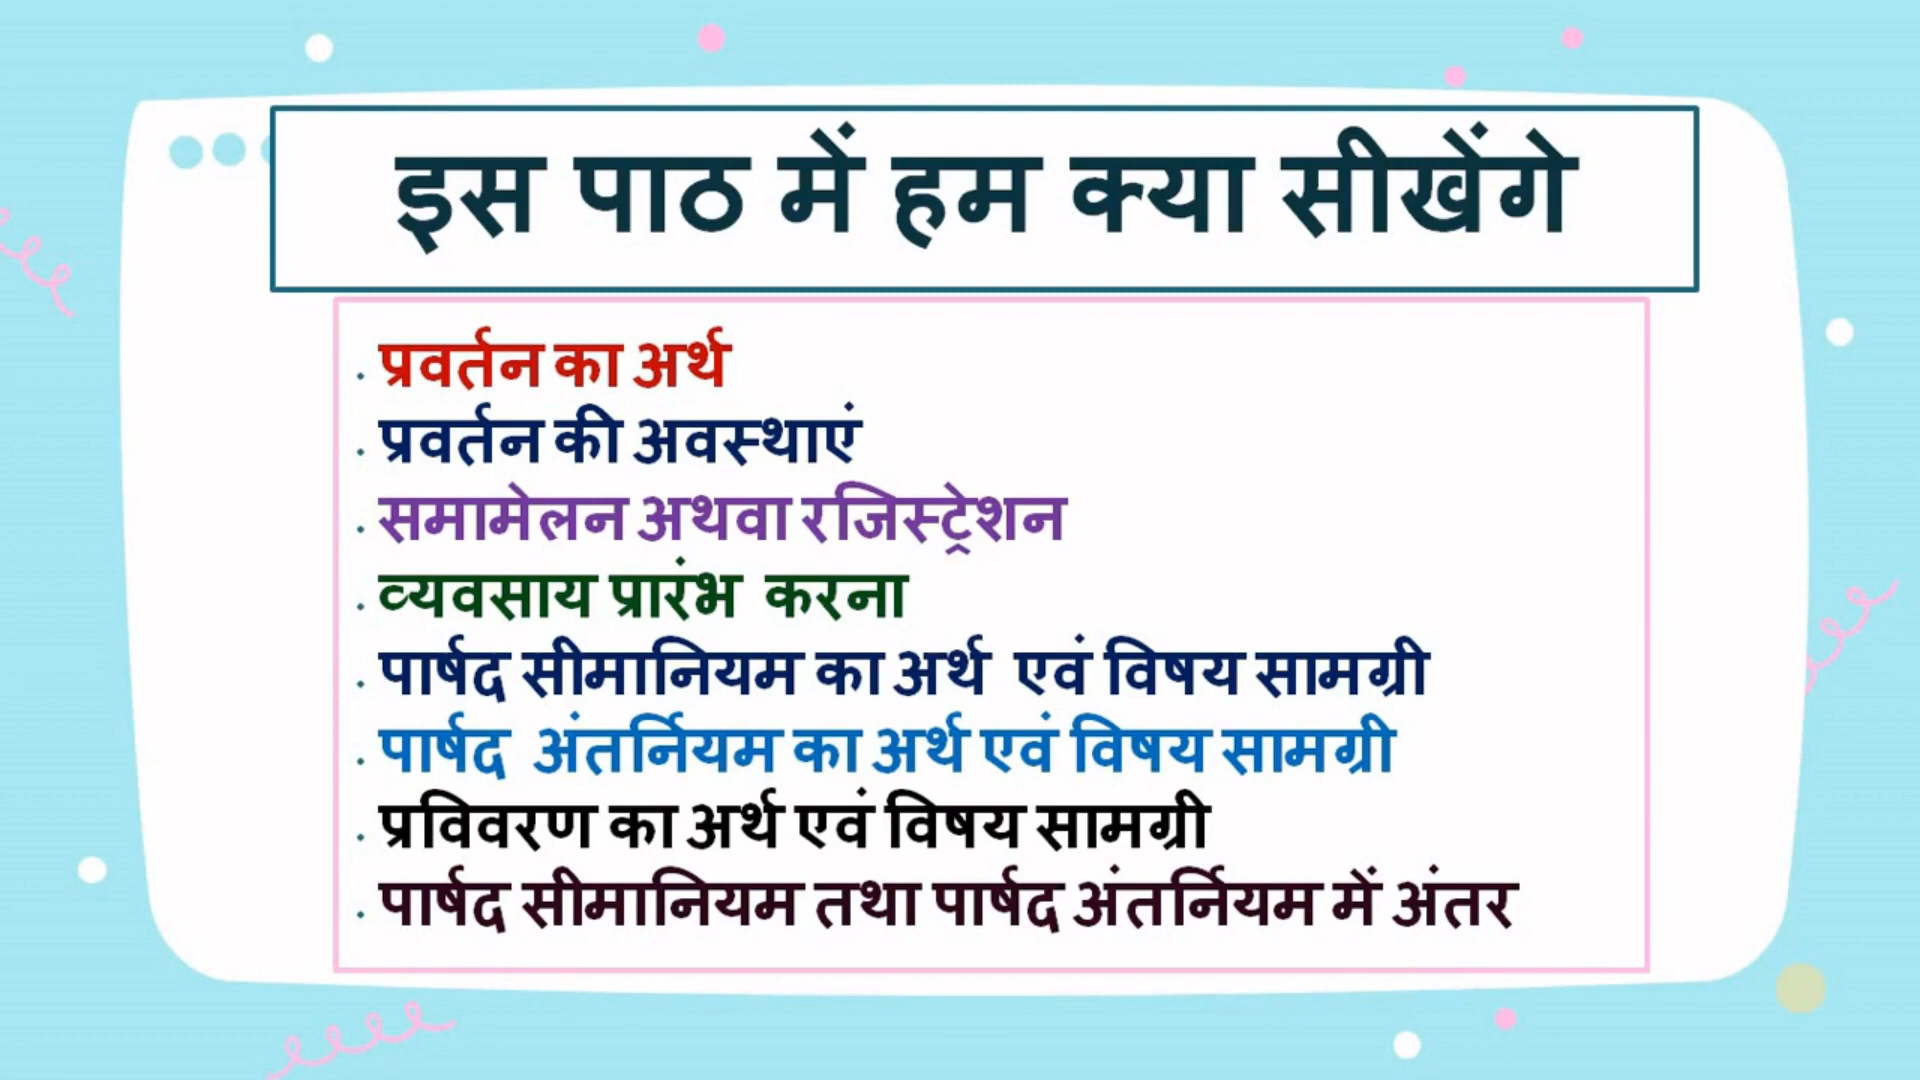 इस पाठ में हम क्या सीखेंगे
. प्रवर्तन का अर्थ
. प्रवर्तन की अवस्थाएं
. समामेलन अथवा रजिस्ट्रेशन
. व्यवसाय प्रारंभ करना
. पार्षद सीमानियम का अर्थ एवं विषय सामग्री
. पार्षद अंतर्नियम का अर्थ एवं विषय सामग्री
. प्रविवरण का अर्थ एवं विषय सामग्री
. पार्षद सीमानियम तथा पार्षद अंतर्नियम में अंतर